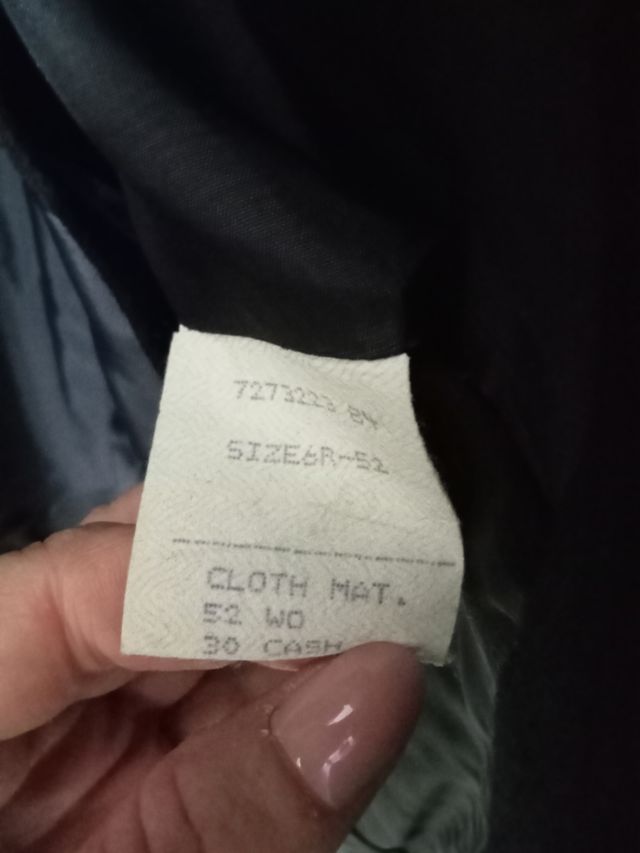 SIZE6R-52
CLOTH MAT.
52 WO
30 CASH